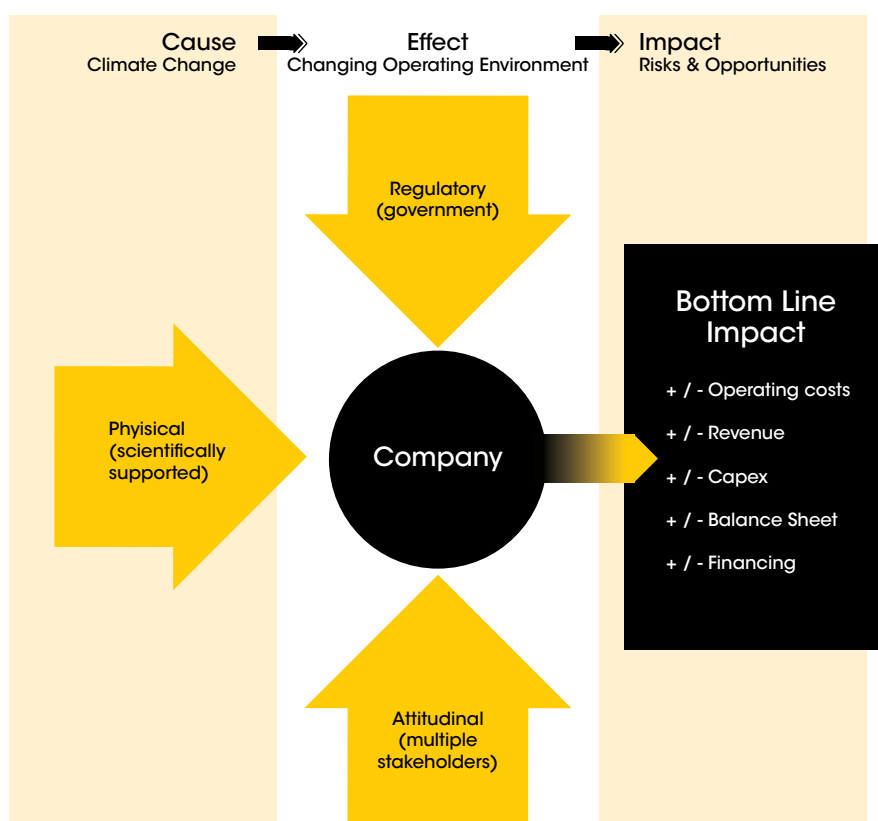 Cause
Climate Change
Effect
Changing Operating Environment
Impact
Risks & Opportunities
Regulatory
(government)
Phyisical
(scientifically
supported)
Company
Attitudinal
(multiple
stakeholders)
Bottom Line
Impact
+ / - Operating costs
+ / - Revenue
+ / - Capex
+ / - Balance Sheet
+ / - Financing